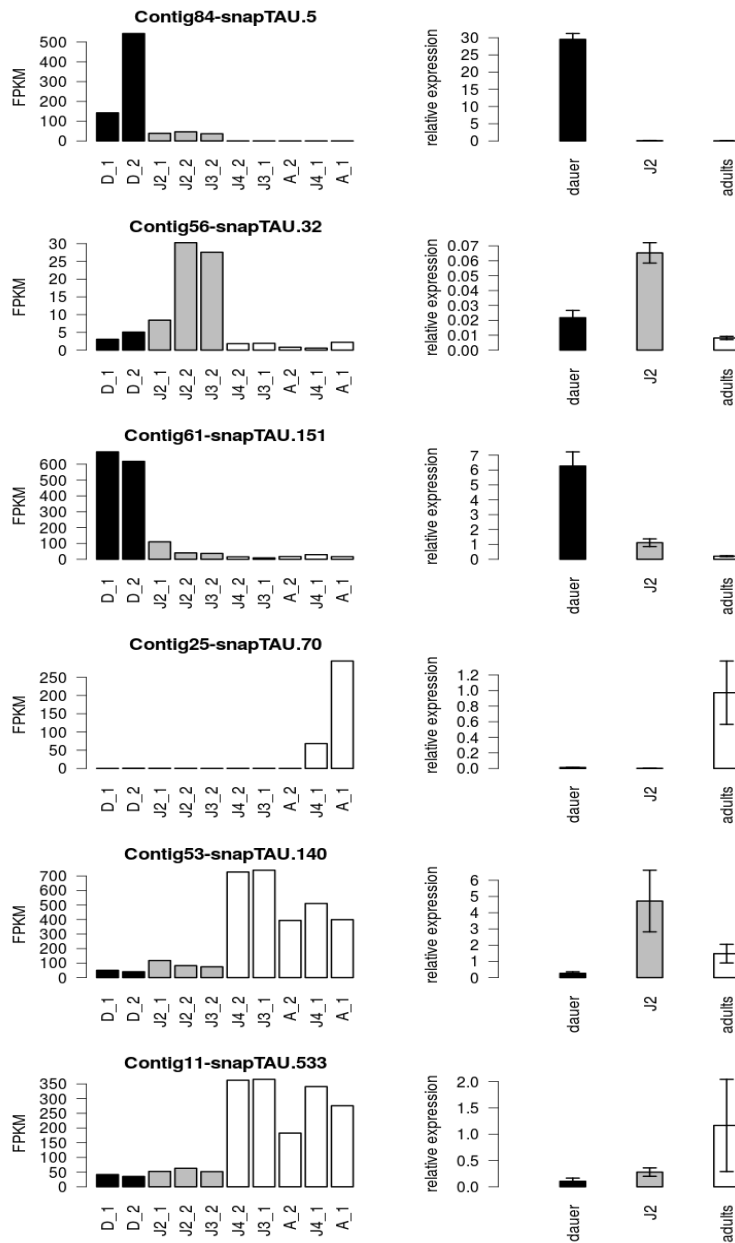 Contig84-snapTAU.5
FPKM
500
400
300
200
100
0
D_1 D_2 J2_1 J2_2 J3_2 J4_2 J3_1 A_2 J4_1 A_1
relative expression
30
25
20
15
10
5
0
dauer J2 adults
Contig56-snapTAU.32
FPKM
30
25
20
15
10
5
0
D_1 D_2 J2_1 J2_2 J3_2 J4_2 J3_1 A_2 J4_1 A_1
relative expression
0.07
0.06
0.05
0.04
0.03
0.02
0.01
0.00
dauer J2 adults
Contig61-snapTAU.151
FPKM
600
500
400
300
200
100
0
D_1 D_2 J2_1 J2_2 J3_2 J4_2 J3_1 A_2 J4_1 A_1
relative expression
7
6
5
4
3
2
1
0
dauer J2 adults
Contig25-snapTAU.70
FPKM
250
200
150
100
50
0
D_1 D_2 J2_1 J2_2 J3_2 J4_2 J3_1 A_2 J4_1 A_1
relative expression
1.2
1.0
0.8
0.6
0.4
0.2
0.0
dauer J2 adults
Contig53-snapTAU.140
FPKM
700
600
500
400
300
200
100
0
D_1 D_2 J2_1 J2_2 J3_2 J4_2 J3_1 A_2 J4_1 A_1
relative expression
6
5
4
3
2
1
0
dauer J2 adults
Contig11-snapTAU.533
FPKM
350
300
250
200
150
100
50
0
D_1 D_2 J2_1 J2_2 J3_2 J4_2 J3_1 A_2 J4_1 A_1
relative expression
2.0
1.5
1.0
0.5
0.0
dauer J2 adults